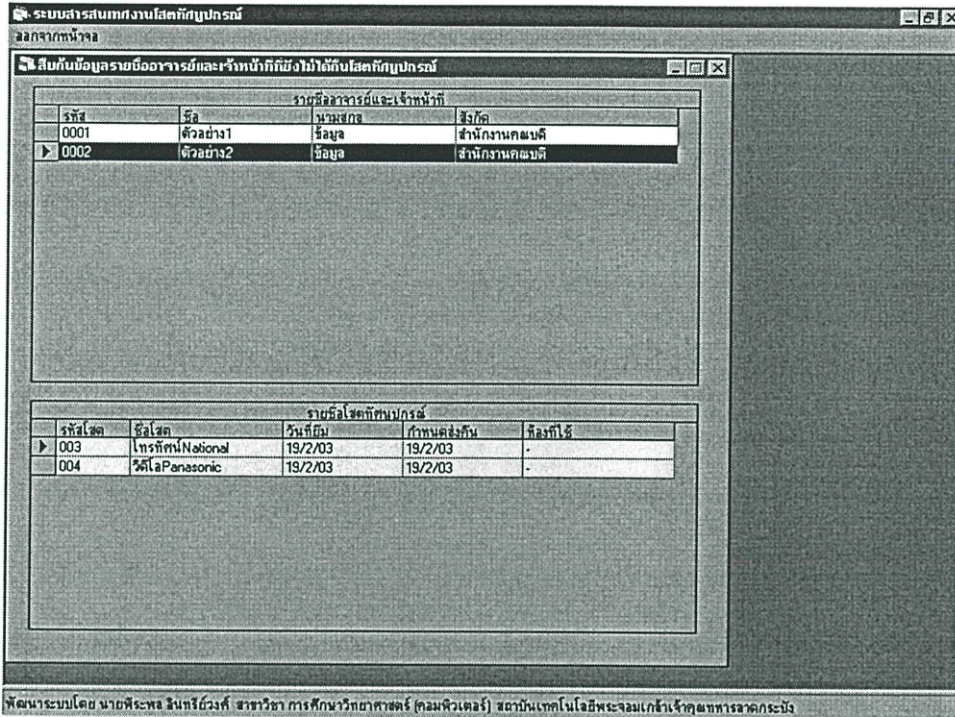 ระบบสารสนเทศงานโสตทัศนูปกรณ์
ออกจากหน้าจอ
สืบค้นข้อมูลรายชื่ออาจารย์และเจ้าหน้าที่ที่ยังไม่ได้คืนโสตทัศนูปกรณ์
รายชื่ออาจารย์และเจ้าหน้าที่
รหัส ชื่อ นามสกุล สังกัด
0001 ตัวอย่าง1 ข้อมูล สำนักงานคณบดี
0002 ตัวอย่าง2 ข้อมูล สำนักงานคณบดี
รายชื่อโสตทัศนูปกรณ์
รหัสโสต ชื่อโสต วันที่ยืม กำหนดส่งคืน ห้องที่ใช้
003 โทรทัศน์National 19/2/03 19/2/03 -
004 วิดีโอPanasonic 19/2/03 19/2/03 -
พัฒนาระบบโดย นายพีระพล อินทรีย์วงศ์ สาขาวิชา การศึกษาวิทยาศาสตร์ (คอมพิวเตอร์) สถาบันเทคโนโลยีพระจอมเกล้าเจ้าคุณทหารลาดกระบัง